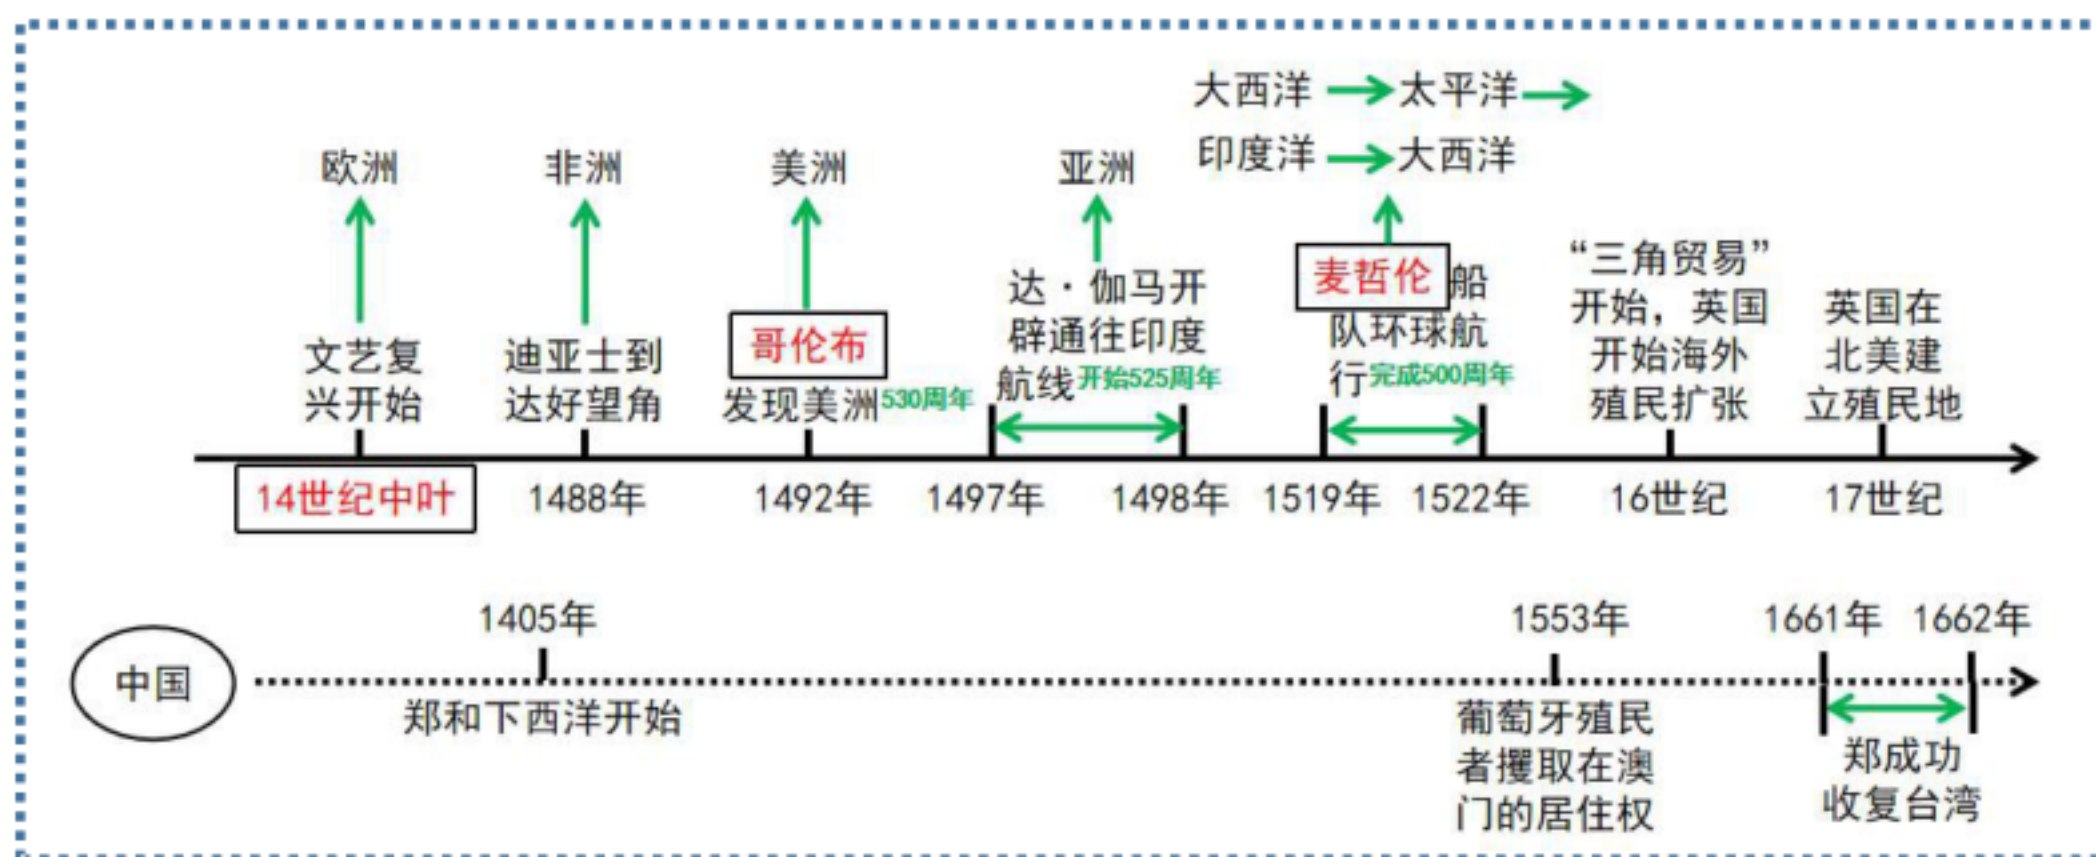 大西洋 太平洋
印度洋 大西洋
欧洲
非洲
美洲
亚洲
文艺复
兴开始
迪亚士到
达好望角
哥伦布
发现美洲530周年
达·伽马开
辟通往印度
航线开始525周年
麦哲伦船
队环球航
行完成500周年
“三角贸易”
开始，英国
开始海外
殖民扩张
英国在
北美建
立殖民地
14世纪中叶
1488年
1492年
1497年
1498年
1519年
1522年
16世纪
17世纪
中国
1405年
郑和下西洋开始
1553年
葡萄牙殖民
者攫取在澳
门的居住权
1661年
1662年
郑成功
收复台湾